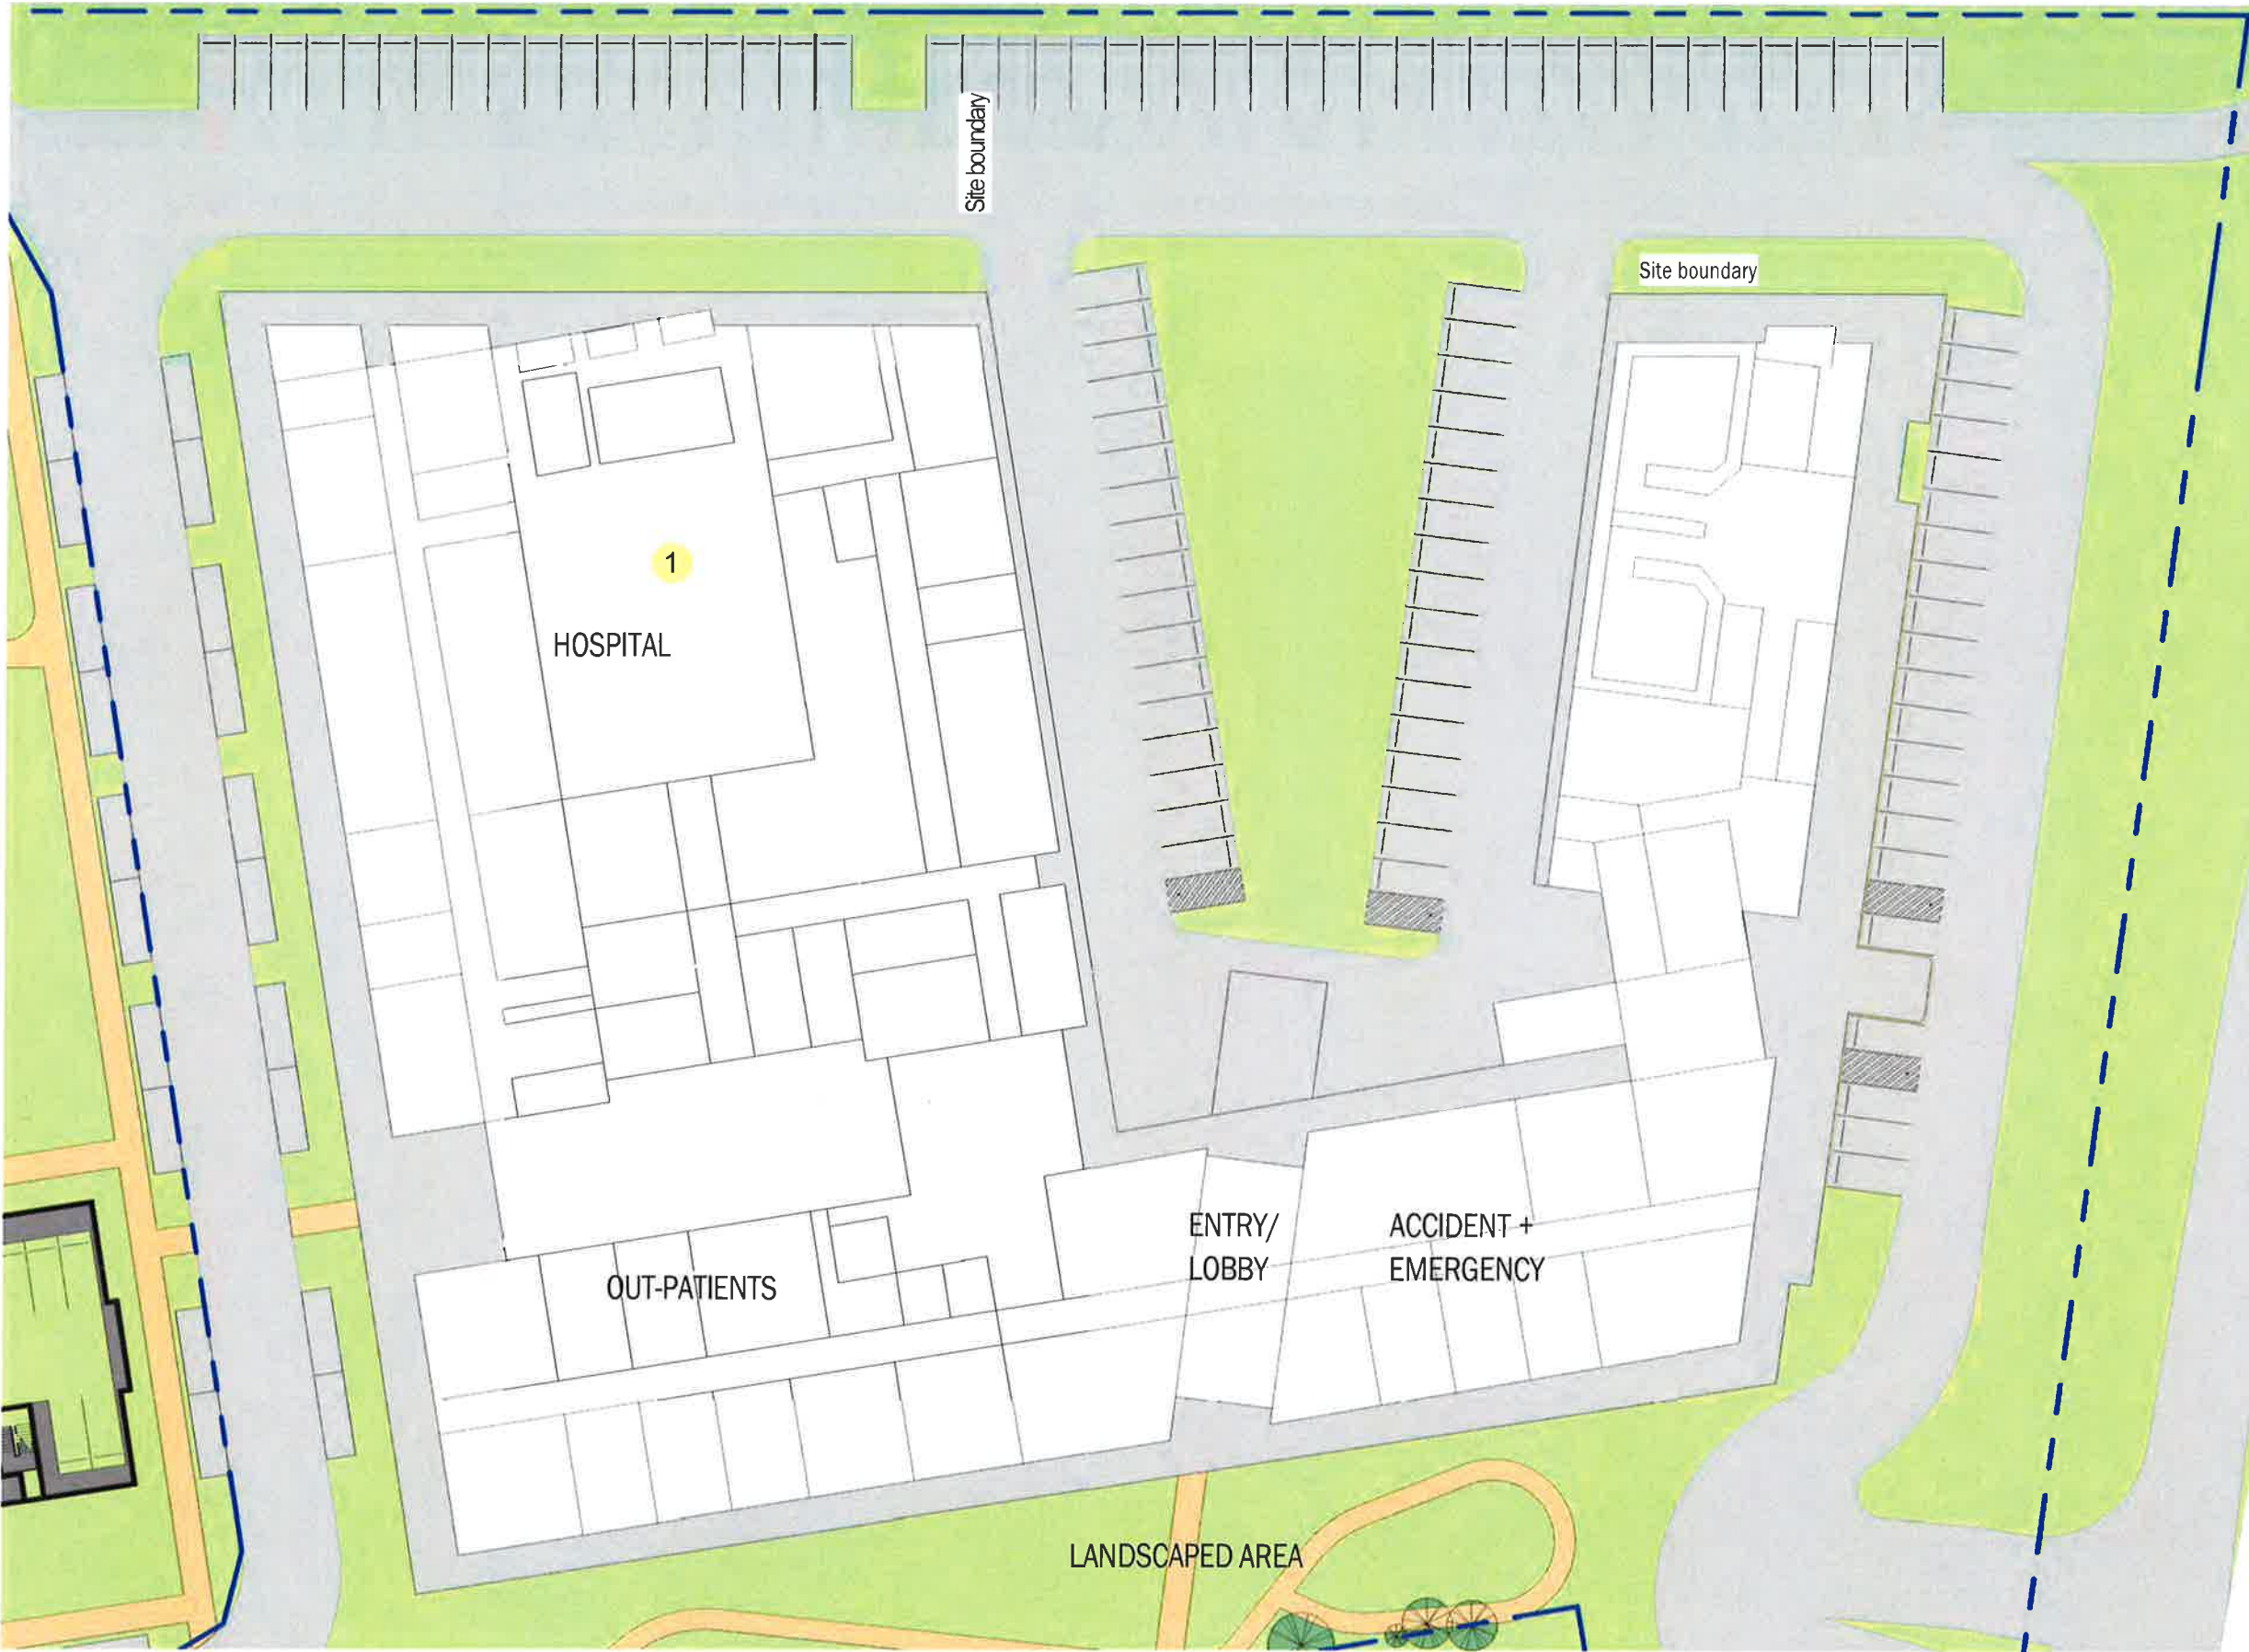 Site boundary
Site boundary
1
HOSPITAL
ENTRY/
LOBBY
ACCIDENT +
EMERGENCY
OUT-PATIENTS
LANDSCAPED AREA